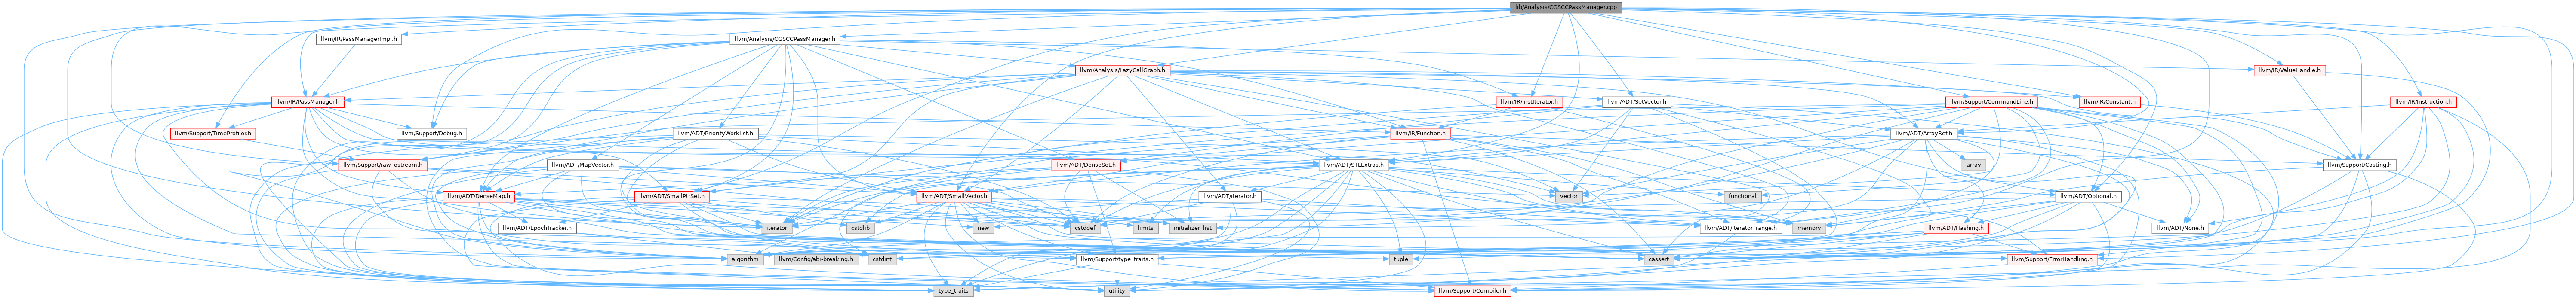 lib/Analysis/CGSCCPassManager.cpp
llvm/IR/PassManagerImpl.h
llvm/Analysis/CGSCCPassManager.h
llvm/Analysis/LazyCallGraph.h
llvm/IR/ValueHandle.h
llvm/IR/PassManager.h
llvm/IR/InstIterator.h
llvm/ADT/SetVector.h
llvm/Support/CommandLine.h
llvm/IR/Constant.h
llvm/IR/Instruction.h
llvm/Support/TimeProfiler.h
llvm/Support/Debug.h
llvm/ADT/PriorityWorklist.h
llvm/IR/Function.h
llvm/ADT/ArrayRef.h
llvm/Support/raw_ostream.h
llvm/ADT/MapVector.h
llvm/ADT/STLExtras.h
llvm/ADT/DenseSet.h
array
llvm/Support/Casting.h
llvm/ADT/DenseMap.h
llvm/ADT/SmallPtrSet.h
llvm/ADT/SmallVector.h
llvm/ADT/iterator.h
vector
functional
llvm/ADT/Optional.h
llvm/ADT/EpochTracker.h
iterator
cstdlib
new
cstddef
limits
initializer_list
llvm/ADT/iterator_range.h
memory
llvm/ADT/Hashing.h
llvm/ADT/None.h
algorithm
llvm/Config/abi-breaking.h
cstdint
llvm/Support/type_traits.h
tuple
cassert
llvm/Support/ErrorHandling.h
type_traits
utility
llvm/Support/Compiler.h